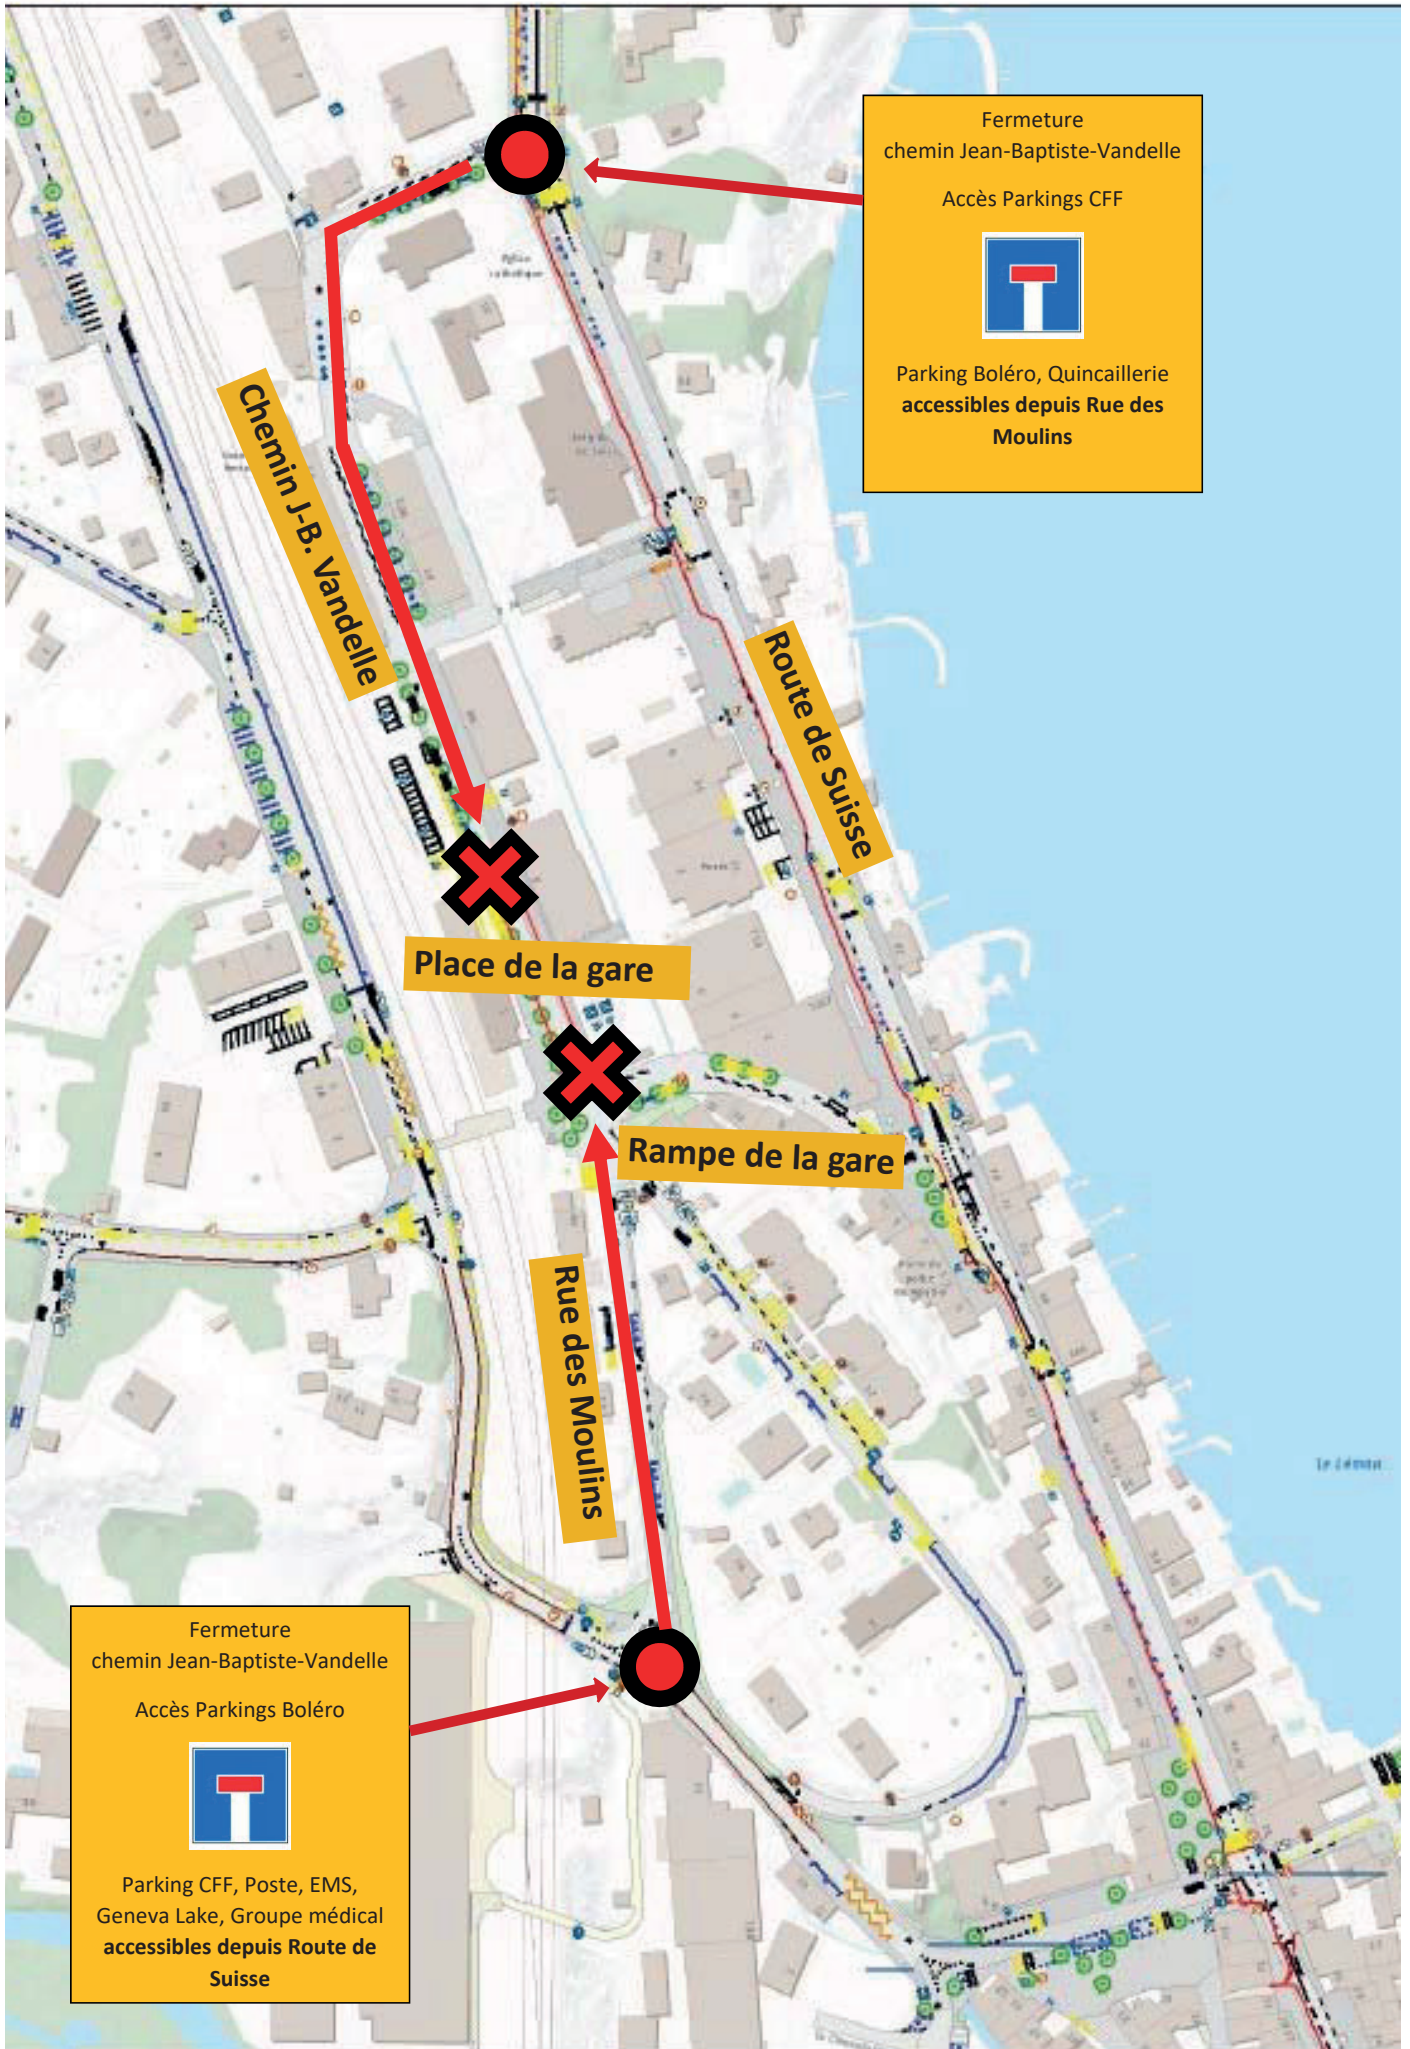 Fermeture
chemin Jean-Baptiste-Vandelle
Accès Parkings CFF
Parking Boléro, Quincaillerie
accessibles depuis Rue des
Moulins
Chemin J-B. Vandelle
Route de Suisse
Place de la gare
Rampe de la gare
Rue des Moulins
Le Léman
Fermeture
chemin Jean-Baptiste-Vandelle
Accès Parkings Boléro
Parking CFF, Poste, EMS,
Geneva Lake, Groupe médical
accessibles depuis Route de
Suisse